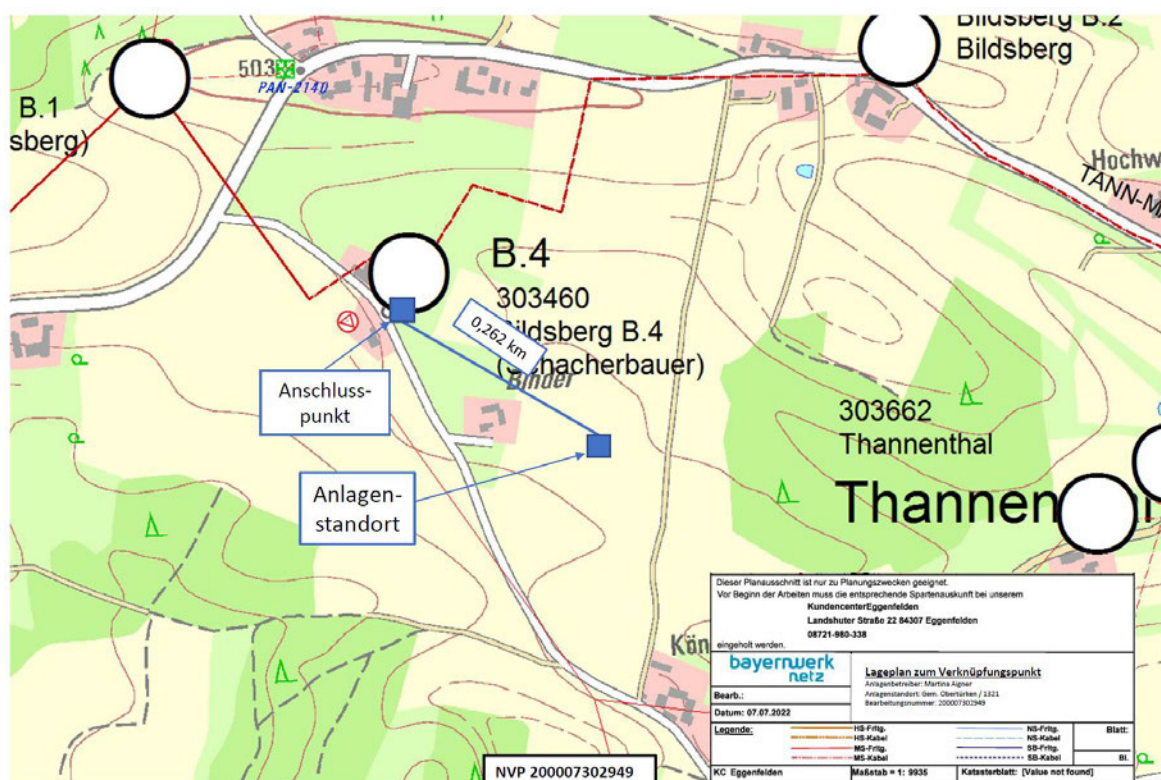 Bildsberg B.2
Bildsberg
503
PAN-2140
B.1
sberg)
Hochw
TANN-M
B.4
303460
ildsberg B.4
(Schacherbauer)
0,262 km
Binder
Anschluss-
punkt
303662
Thannenthal
Anlagen-
standort
Thannen
Kön
Dieser Planausschnitt ist nur zu Planungszwecken geeignet.
Vor Beginn der Arbeiten muss die entsprechende Spartenauskunft bei unserem
KundencenterEggenfelden
Landshuter Straße 22 84307 Eggenfelden
08721-980-338
eingeholt werden.
bayernwerk
netz
Lageplan zum Verknüpfungspunkt
Anlagenbetreiber: Martina Aigner
Anlagenstandort: Gem. Obertürken / 1321
Bearbeitungsnummer: 200007302949
Bearb.:
Datum: 07.07.2022
Legende:
HS-Frltg.
HS-Kabel
MS-Frltg.
MS-Kabel
NS-Frltg.
NS-Kabel
SB-Frltg.
SB-Kabel
Blatt:
Bl.
NVP 200007302949
KC Eggenfelden
Maßstab = 1: 9935
Katasterblatt: [Value not found]